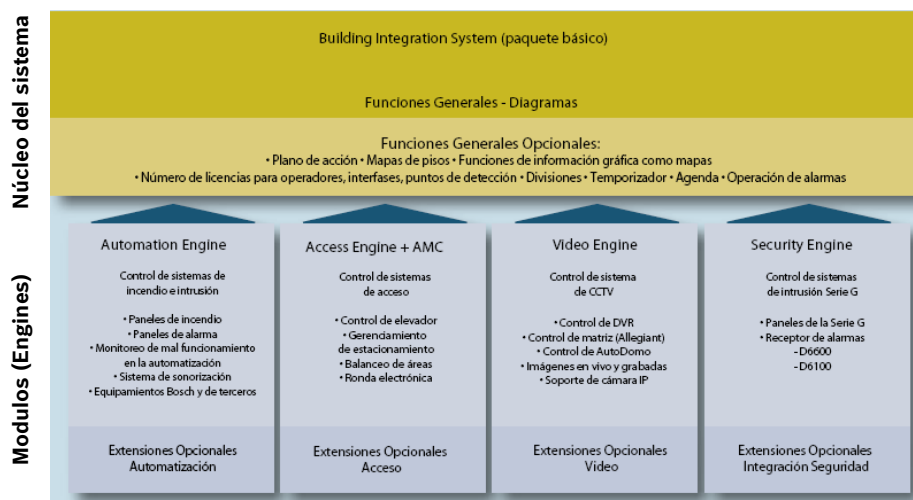 Núcleo del sistema
Building Integration System (paquete básico)
Funciones Generales - Diagramas
Funciones Generales Opcionales:
• Plano de acción • Mapas de pisos • Funciones de información gráfica como mapas
• Número de licencias para operadores, interfases, puntos de detección • Divisiones • Temporizador • Agenda • Operación de alarmas
Modulos (Engines)
Automation Engine
Control de sistemas de
incendio e intrusión
• Paneles de incendio
• Paneles de alarma
• Monitoreo de mal funcionamiento
en la automatización
• Sistema de sonorización
• Equipamientos Bosch y de terceros
Extensiones Opcionales
Automatización
Access Engine + AMC
Control de sistemas
de acceso
• Control de elevador
• Gerenciamiento
de estacionamiento
• Balanceo de áreas
• Ronda electrónica
Extensiones Opcionales
Acceso
Video Engine
Control de sistema
de CCTV
• Control de DVR
• Control de matriz (Allegiant)
• Control de AutoDomo
• Imágenes en vivo y grabadas
• Soporte de cámara IP
Extensiones Opcionales
Video
Security Engine
Control de sistemas
de intrusión Serie G
• Paneles de la Serie G
• Receptor de alarmas
- D6600
- D6100
Extensiones Opcionales
Integración Seguridad